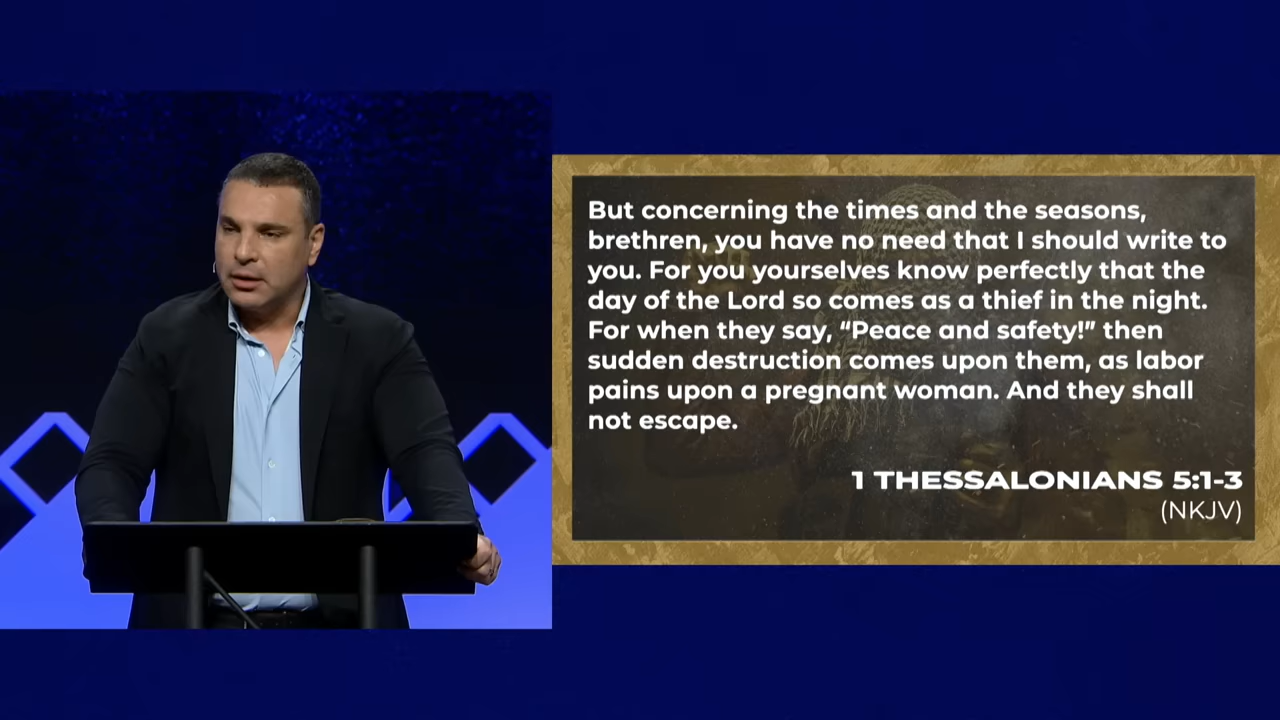 But concerning the times and the seasons,
brethren, you have no need that I should write to
you. For you yourselves know perfectly that the
day of the Lord so comes as a thief in the night.
For when they say, “Peace and safety!” then
sudden destruction comes upon them, as labor
pains upon a pregnant woman. And they shall
not escape.
1 THESSALONIANS 5:1-3
(NKJV)